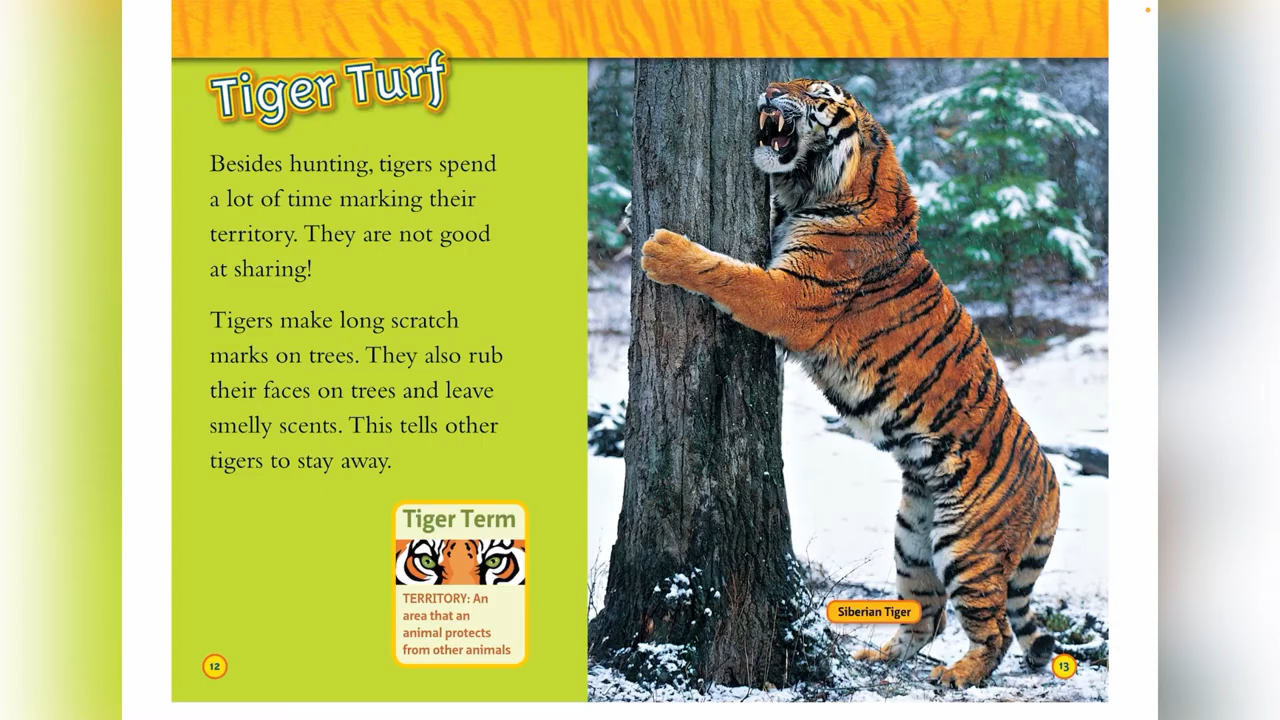 Tiger Turf
Besides hunting, tigers spend
a lot of time marking their
territory. They are not good
at sharing!
Tigers make long scratch
marks on trees. They also rub
their faces on trees and leave
smelly scents. This tells other
tigers to stay away.
Tiger Term
TERRITORY: An
area that an
animal protects
from other animals
12
Siberian Tiger
13